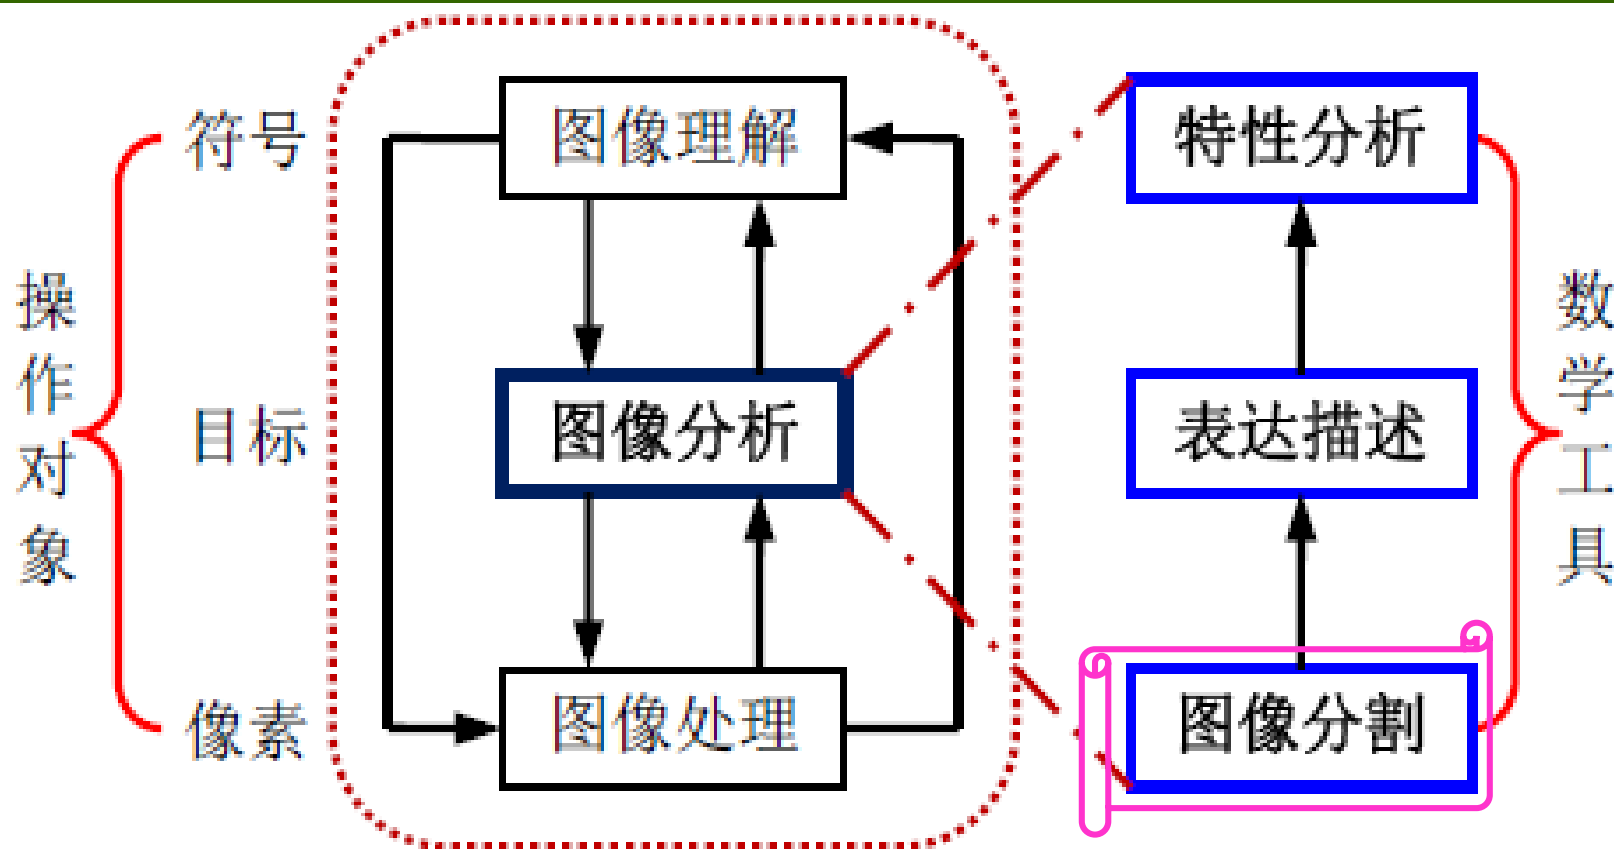 符号
图像理解
特性分析
操作对象
目标
图像分析
表达描述
数学工具
像素
图像处理
图像分割